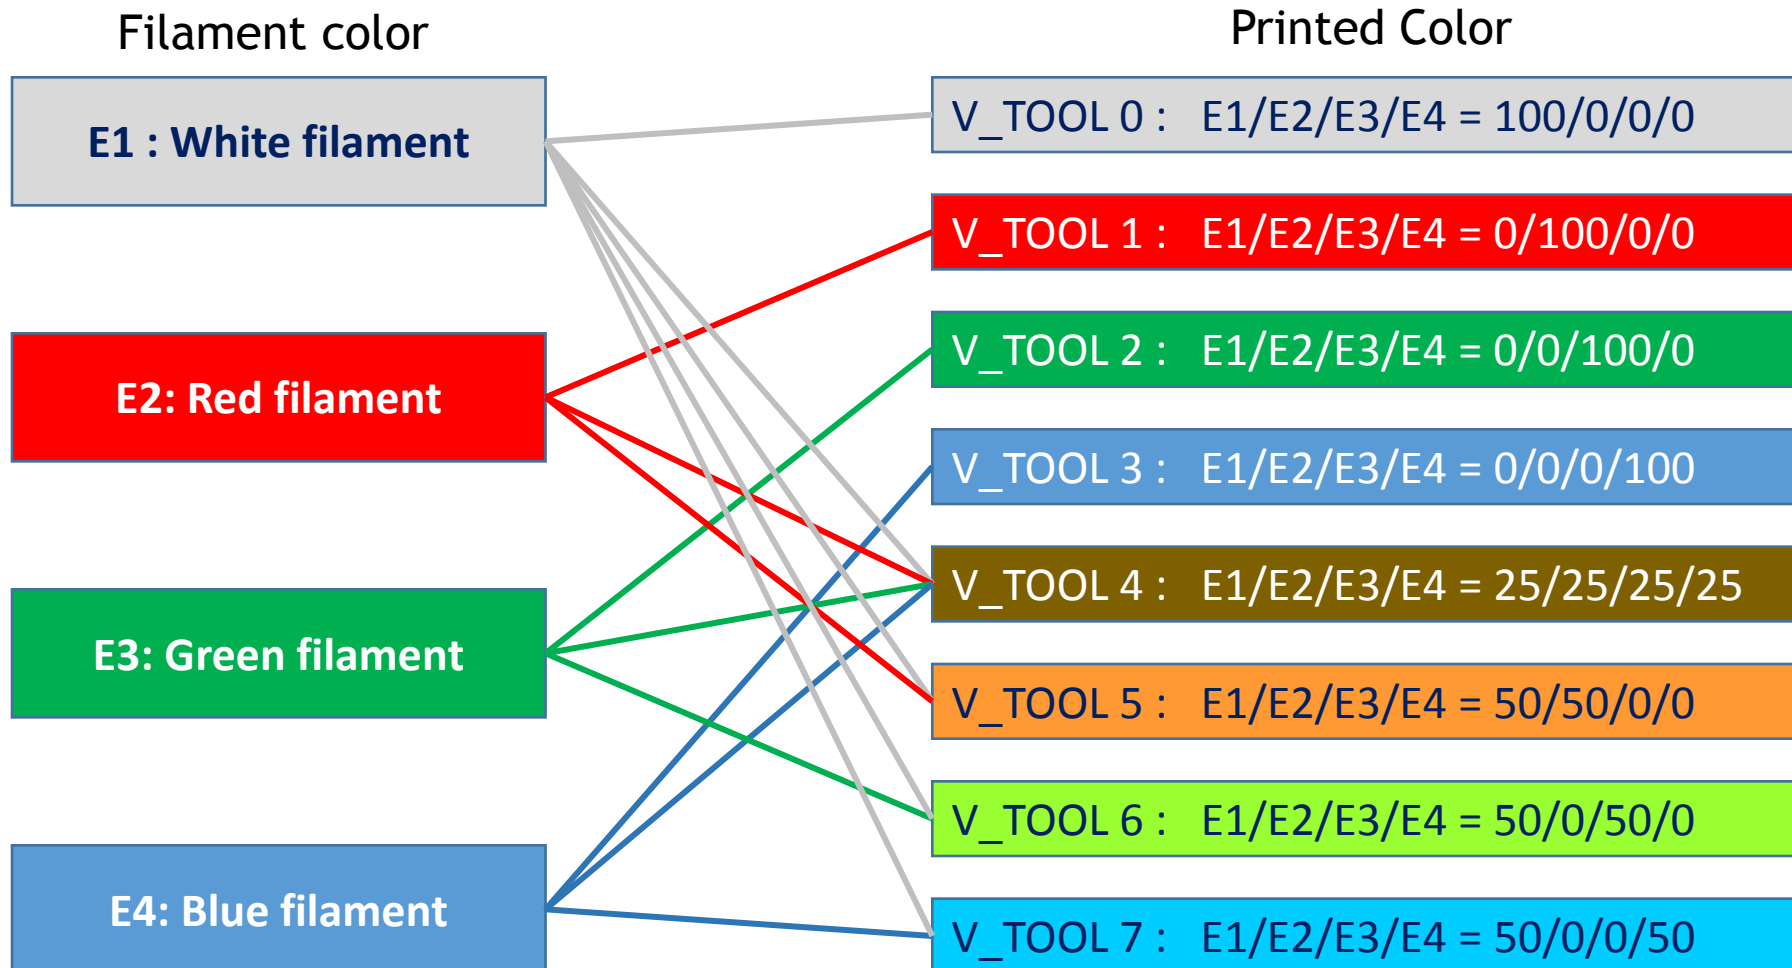 Filament color
E1 : White filament
E2: Red filament
E3: Green filament
E4: Blue filament
Printed Color
V_TOOL 0 :   E1/E2/E3/E4 = 100/0/0/0
V_TOOL 1 :   E1/E2/E3/E4 = 0/100/0/0
V_TOOL 2 :   E1/E2/E3/E4 = 0/0/100/0
V_TOOL 3 :   E1/E2/E3/E4 = 0/0/0/100
V_TOOL 4 :   E1/E2/E3/E4 = 25/25/25/25
V_TOOL 5 :   E1/E2/E3/E4 = 50/50/0/0
V_TOOL 6 :   E1/E2/E3/E4 = 50/0/50/0
V_TOOL 7 :   E1/E2/E3/E4 = 50/0/0/50